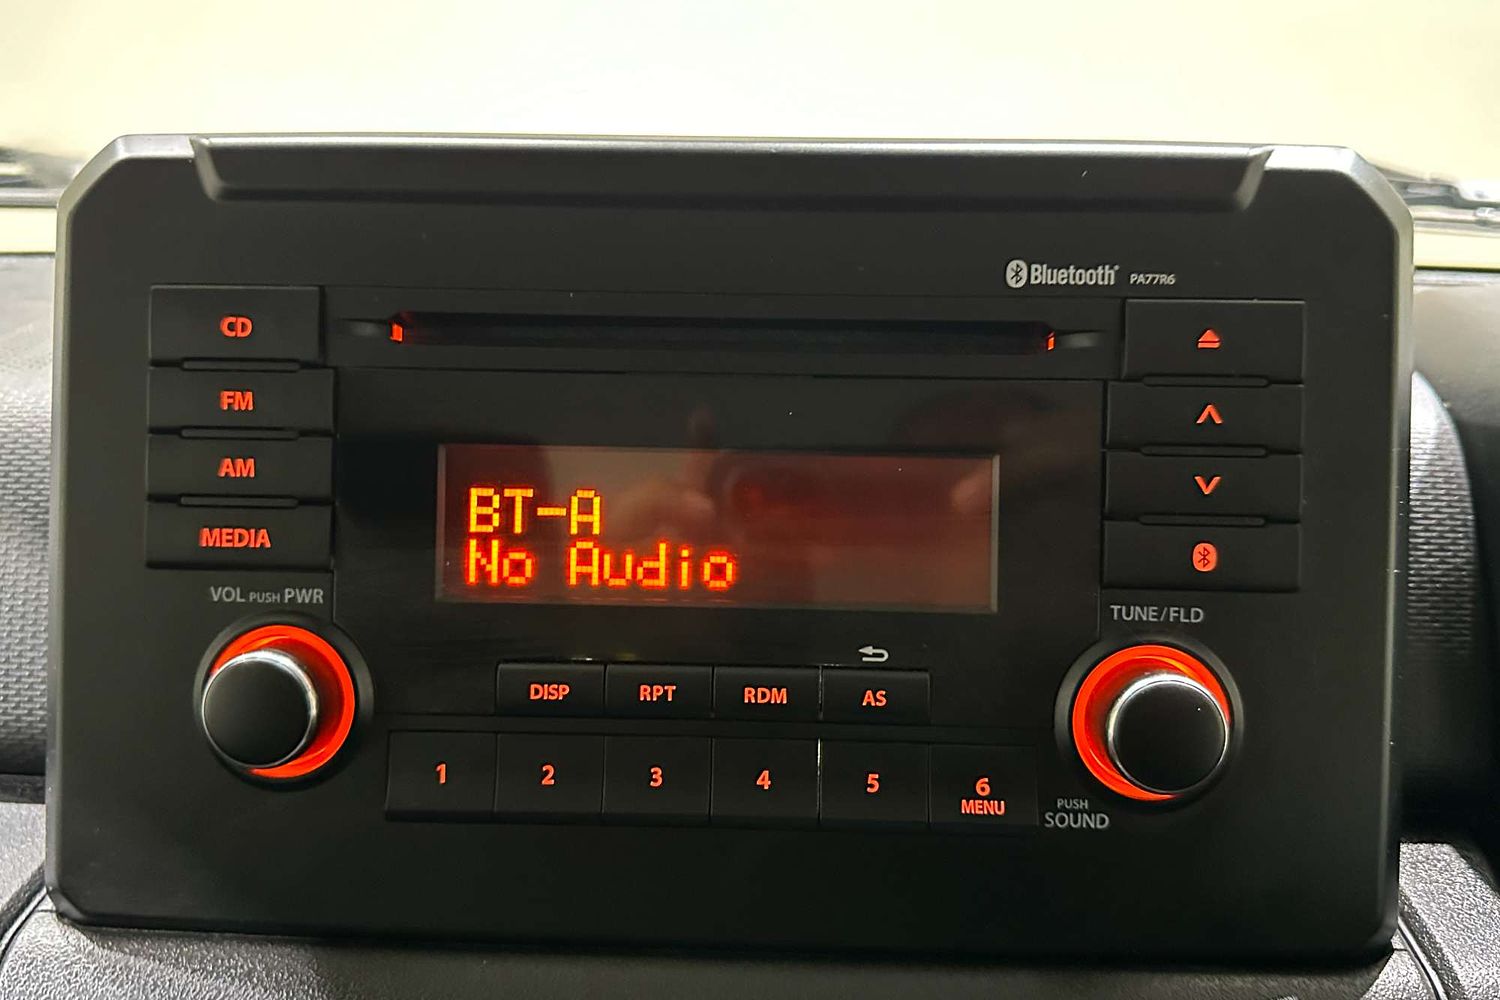 Bluetooth® PA77R6
CD
FM
AM
MEDIA
BT-A
No Audio
VOL PUSH PWR
TUNE/FLD
DISP RPT RDM AS
1 2 3 4 5 6
MENU
PUSH
SOUND